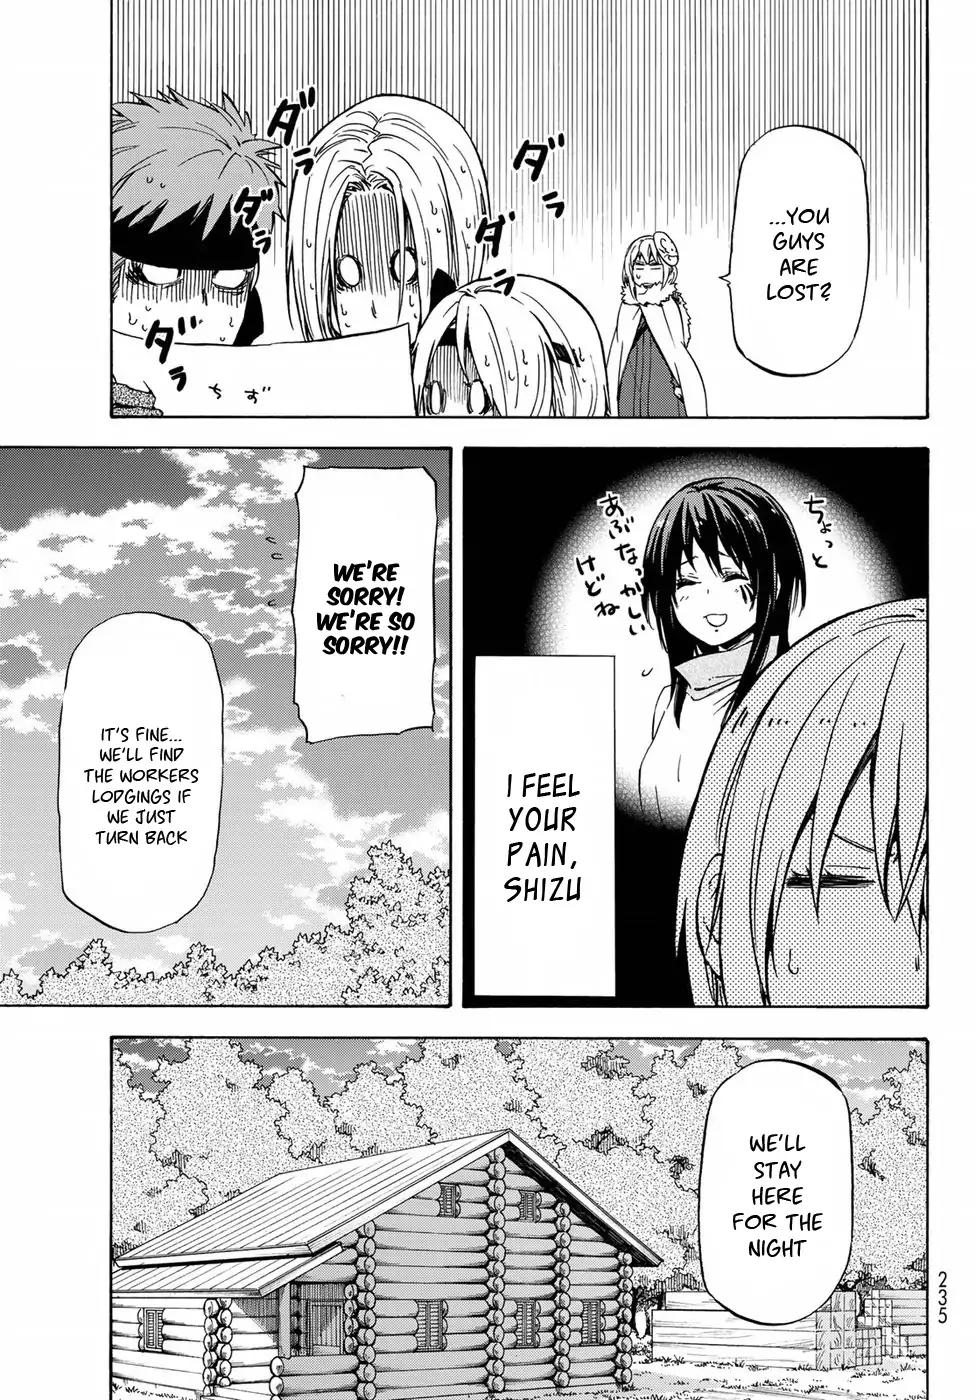 ...YOU
GUYS
ARE
LOST?
ダラ
ダラ
ダラ
ダラ
ちず
ちょっと
あぶなっかしい
けどね
I FEEL
YOUR
PAIN,
SHIZU
WE'RE
SORRY!
WE'RE SO
SORRY!!
IT'S FINE...
WE'LL FIND
THE WORKERS
LODGINGS IF
WE JUST
TURN BACK
WE'LL
STAY
HERE
FOR THE
NIGHT
235